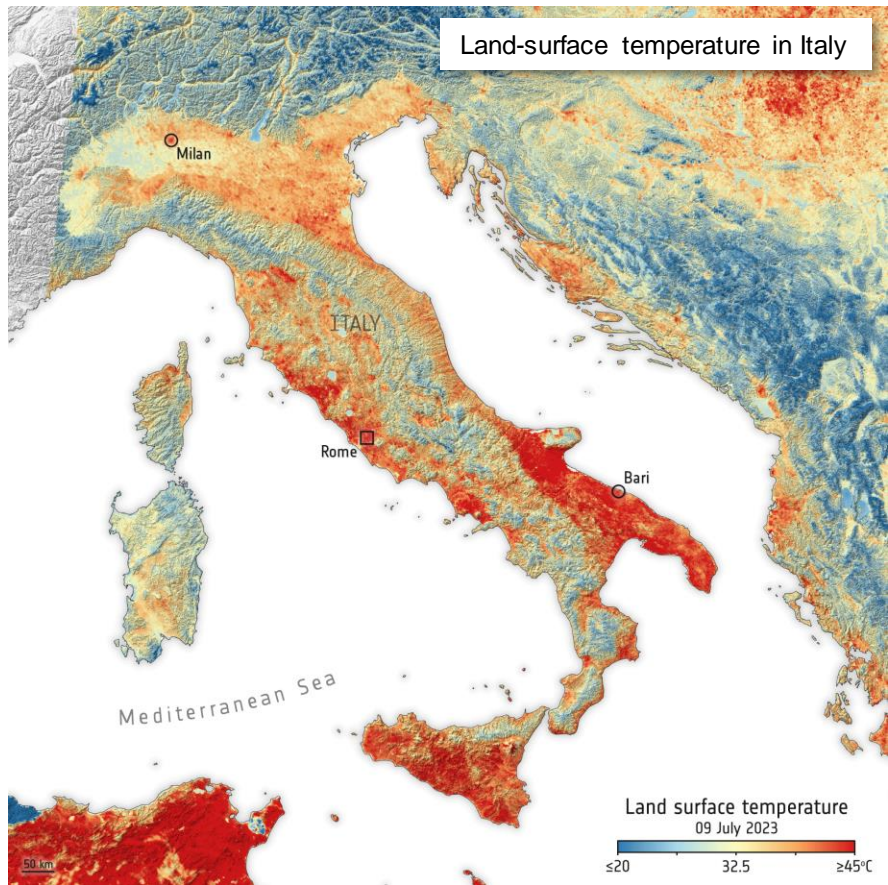 Land-surface temperature in Italy
Milan
ITALY
Rome
Bari
Mediterranean Sea
Land surface temperature
09 July 2023
50 km
≤20 32.5 ≥45°C